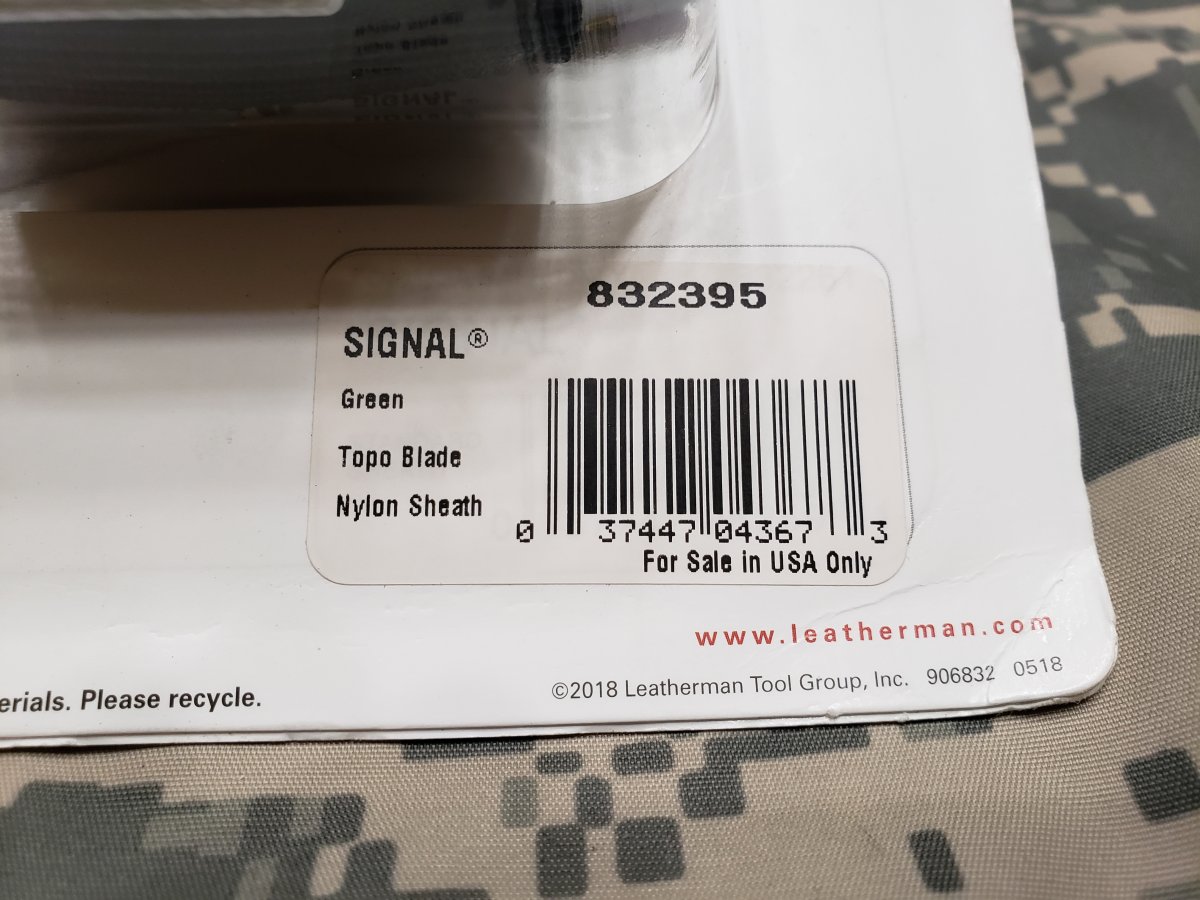 832395
SIGNAL®
Green
Topo Blade
Nylon Sheath
0 37447 04367 3
For Sale in USA Only
www.leatherman.com
©2018 Leatherman Tool Group, Inc. 906832 0518
erials. Please recycle.